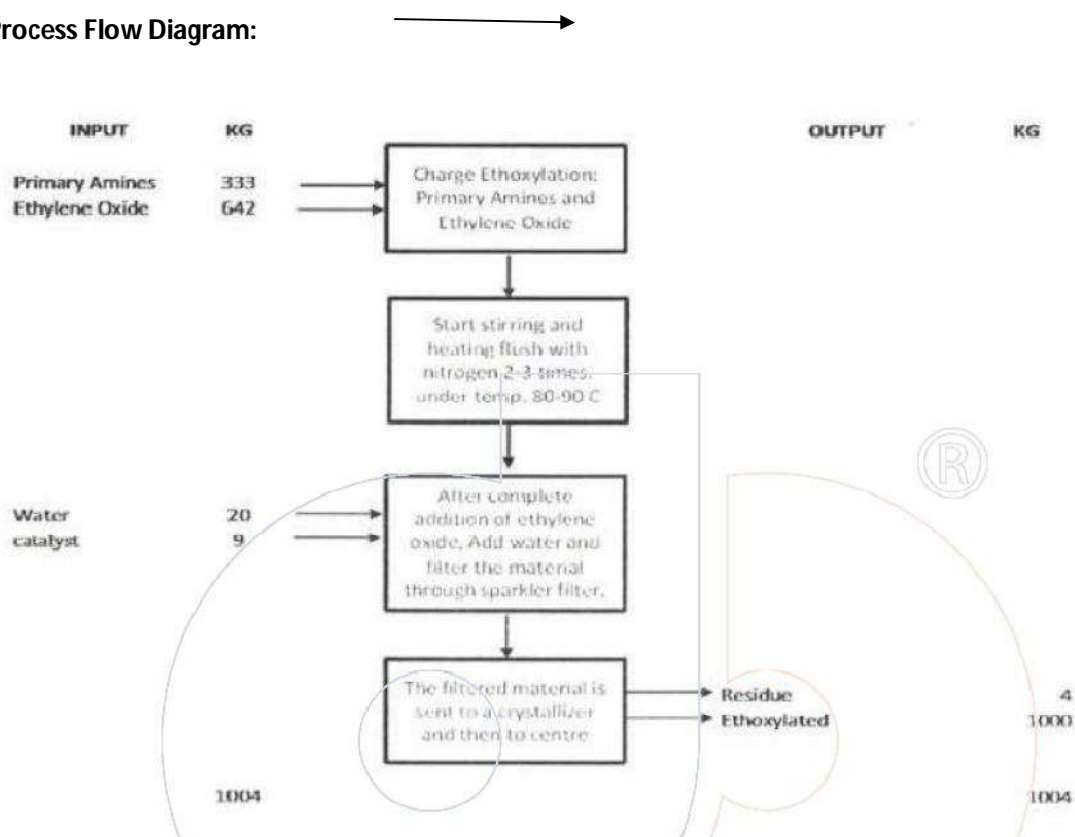 Process Flow Diagram:
INPUT KG OUTPUT KG
Primary Amines 333
Ethylene Oxide 642
Charge Ethoxylation:
Primary Amines and
Ethylene Oxide
Start stirring and
heating flush with
nitrogen 2-3 times.
under temp. 80-90 C
Water 20
catalyst 9
After complete
addition of ethylene
oxide, Add water and
filter the material
through sparkler filter.
The filtered material is
sent to a crystallizer
and then to centre
Residue 4
Ethoxylated 1000
1004 1004
®